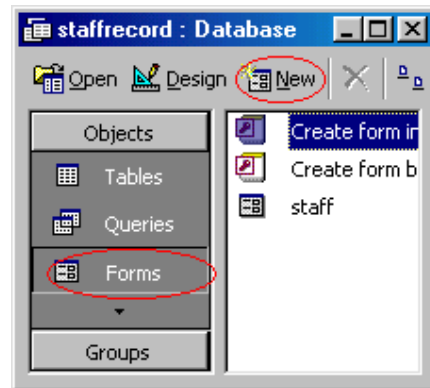 staffrecord : Database
Open Design New
Objects
Tables
Queries
Forms
Groups
Create form in
Create form b
staff